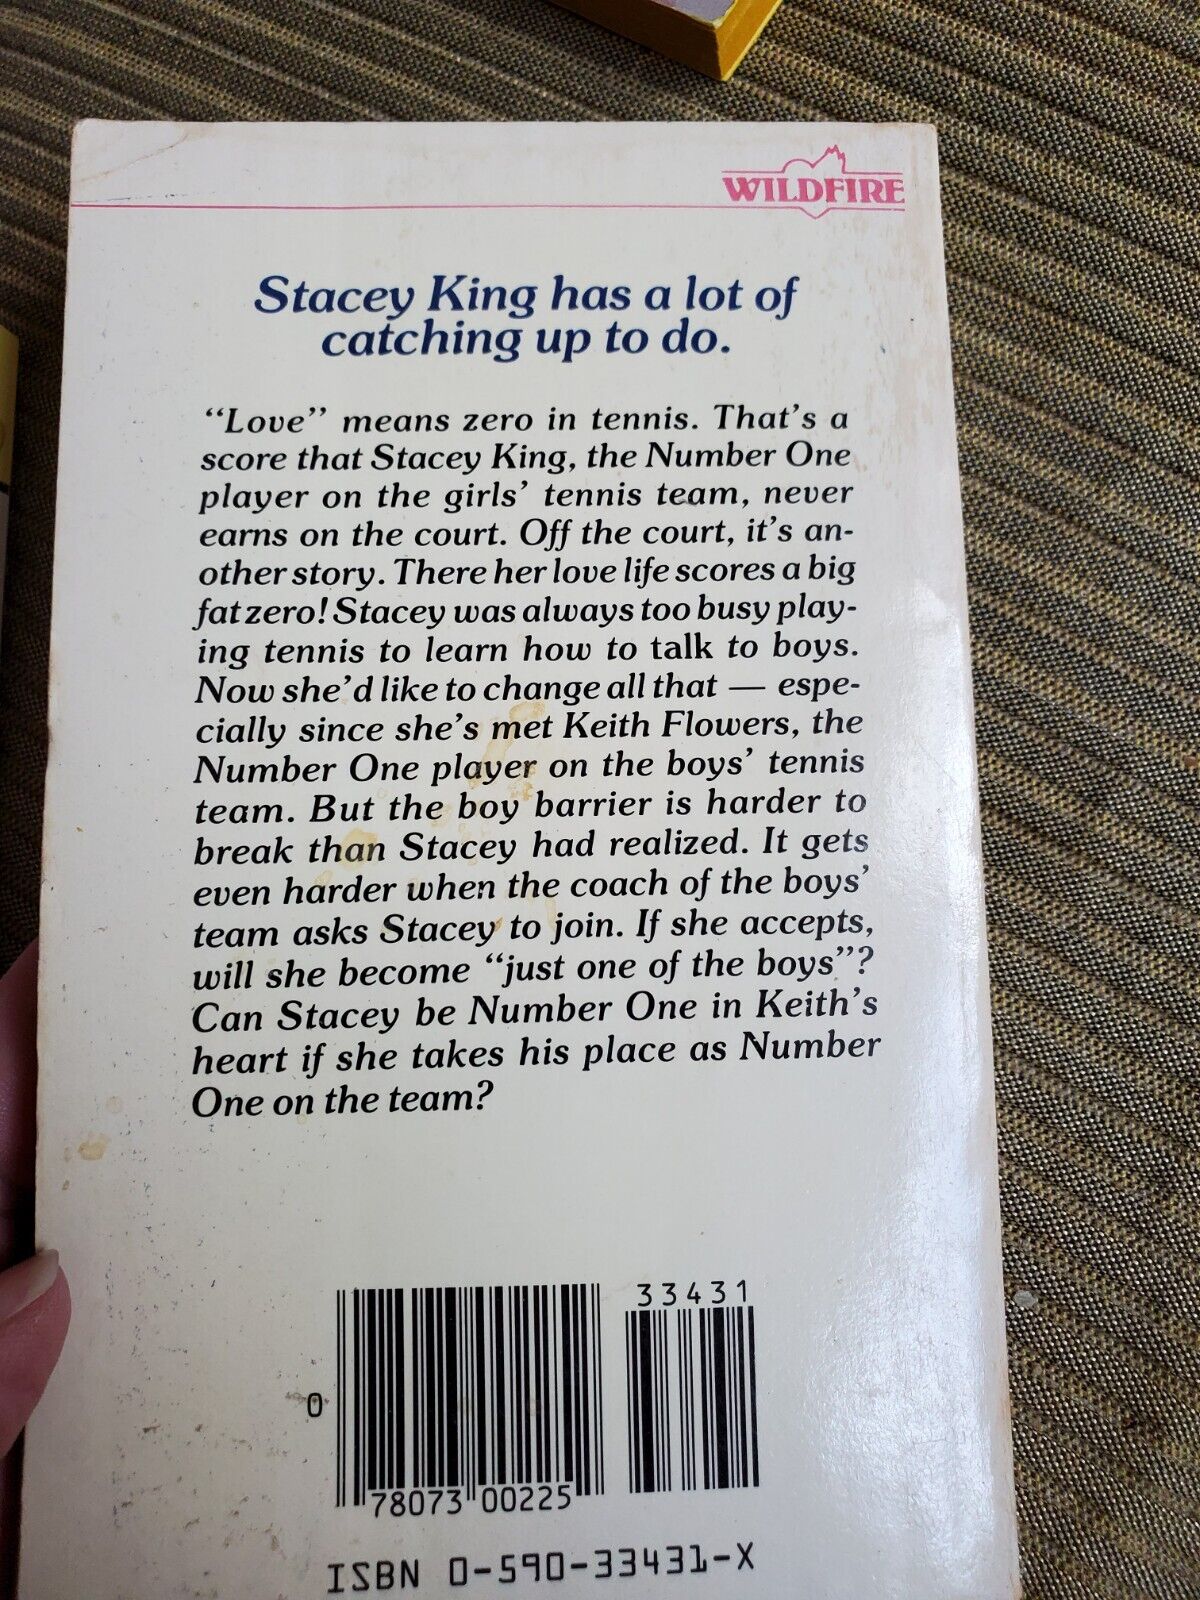 WILDFIRE
Stacey King has a lot of
catching up to do.
“Love” means zero in tennis. That’s a
score that Stacey King, the Number One
player on the girls’ tennis team, never
earns on the court. Off the court, it’s an-
other story. There her love life scores a big
fat zero! Stacey was always too busy play-
ing tennis to learn how to talk to boys.
Now she’d like to change all that — espe-
cially since she’s met Keith Flowers, the
Number One player on the boys’ tennis
team. But the boy barrier is harder to
break than Stacey had realized. It gets
even harder when the coach of the boys’
team asks Stacey to join. If she accepts,
will she become “just one of the boys”?
Can Stacey be Number One in Keith’s
heart if she takes his place as Number
One on the team?
33431
0
78073 00225
ISBN 0-590-33431-X